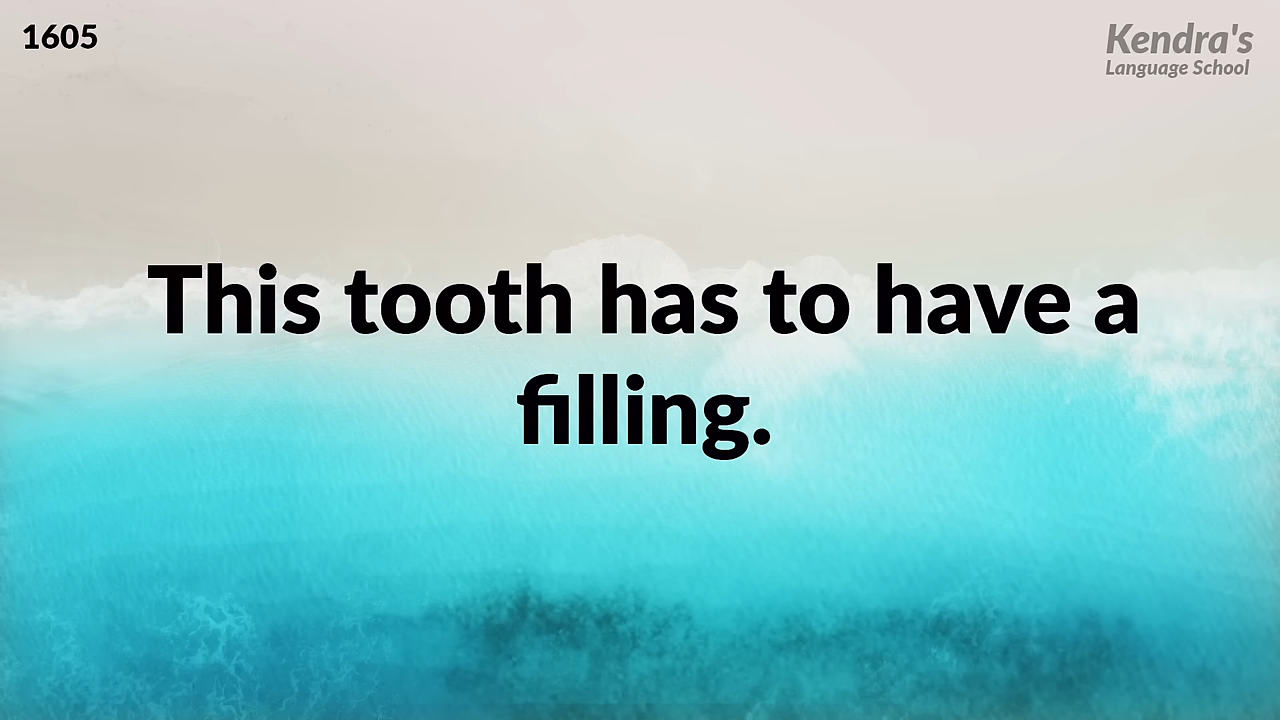 1605
Kendra's
Language School
This tooth has to have a
filling.